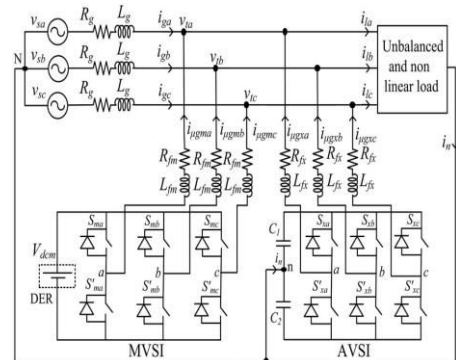 v_sa R_g L_g i_ga v_ta i_la
N v_sb R_g L_g i_gb v_tb i_lb
v_sc R_g L_g i_gc v_tc i_lc
Unbalanced
and non
linear load
i_μgma i_μgmb i_μgmc i_μgxa i_μgxb i_μgxc i_n
R_fm R_fm R_fm R_fx R_fx R_fx
L_fm L_fm L_fm L_fx L_fx L_fx
S_ma S_mb S_mc S_xa S_xb S_xc
V_dcm C_1
a b c i_n n a b c
S'_ma S'_mb S'_mc S'_xa S'_xb S'_xc
DER C_2
MVSI AVSI